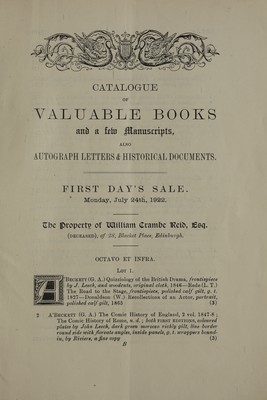 CATALOGUE
OF
VALUABLE BOOKS
and a few Manuscripts,
ALSO
AUTOGRAPH LETTERS & HISTORICAL DOCUMENTS.
FIRST DAY'S SALE.
Monday, July 24th, 1922.
The Property of William Crambe Reid, Esq.
(DECEASED), of 28, Blacket Place, Edinburgh.
OCTAVO ET INFRA.
LOT 1.
A'BECKETT (G. A.) Quizziology of the British Drama, frontispiece
by J. Leech, and woodcuts, original cloth, 1846—Rede (L. T.)
The Road to the Stage, frontispiece, polished calf gilt, g. t.
1827—Donaldson (W.) Recollections of an Actor, portrait,
polished calf gilt, 1865 (3)
2 A'BECKETT (G. A.) The Comic History of England, 2 vol. 1847-8;
The Comic History of Rome, n. d.; both FIRST EDITIONS, coloured
plates by John Leech, dark green morocco richly gilt, line border
round side with florents angles, inside panels, g. t. wrappers bound
in, by Riviere, a fine copy (3)
B